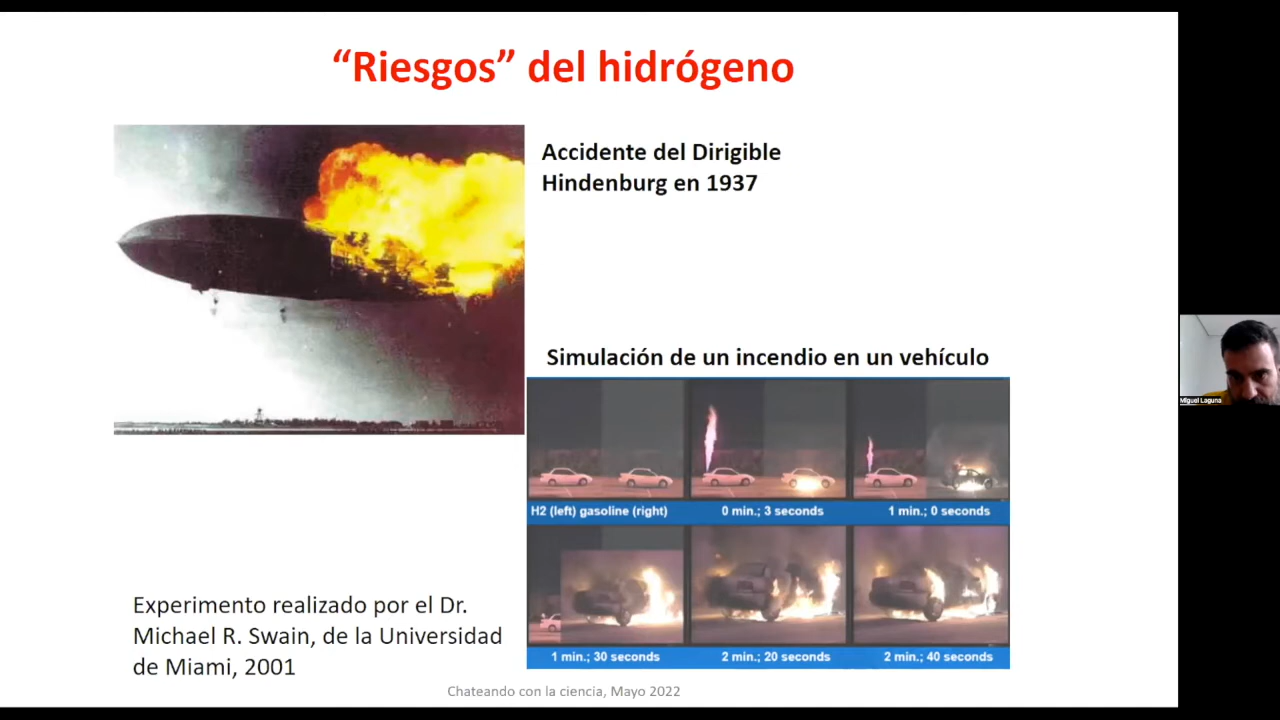 “Riesgos” del hidrógeno
Accidente del Dirigible
Hindenburg en 1937
Simulación de un incendio en un vehículo
H2 (left) gasoline (right)
0 min.; 3 seconds
1 min.; 0 seconds
1 min.; 30 seconds
2 min.; 20 seconds
2 min.; 40 seconds
Experimento realizado por el Dr.
Michael R. Swain, de la Universidad
de Miami, 2001
Chateando con la ciencia, Mayo 2022
Miguel Laguna